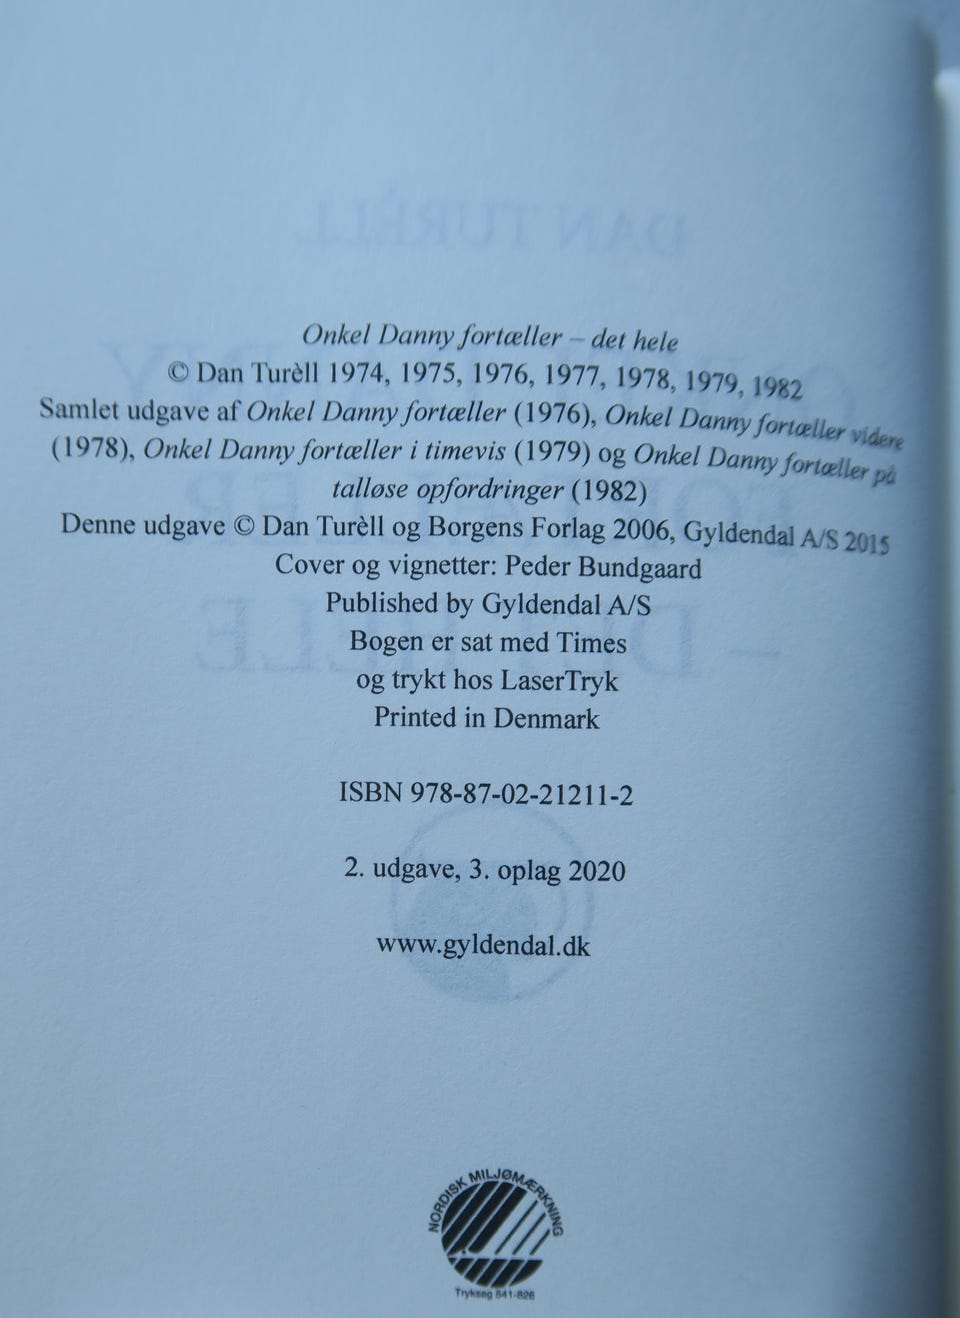 Onkel Danny fortæller – det hele
© Dan Turèll 1974, 1975, 1976, 1977, 1978, 1979, 1982
Samlet udgave af Onkel Danny fortæller (1976), Onkel Danny fortæller videre
(1978), Onkel Danny fortæller i timevis (1979) og Onkel Danny fortæller på
talløse opfordringer (1982)
Denne udgave © Dan Turèll og Borgens Forlag 2006, Gyldendal A/S 2015
Cover og vignetter: Peder Bundgaard
Published by Gyldendal A/S
Bogen er sat med Times
og trykt hos LaserTryk
Printed in Denmark
ISBN 978-87-02-21211-2
2. udgave, 3. oplag 2020
www.gyldendal.dk
NORDISK MILJØMÆRKNING
Tryksag 541-826